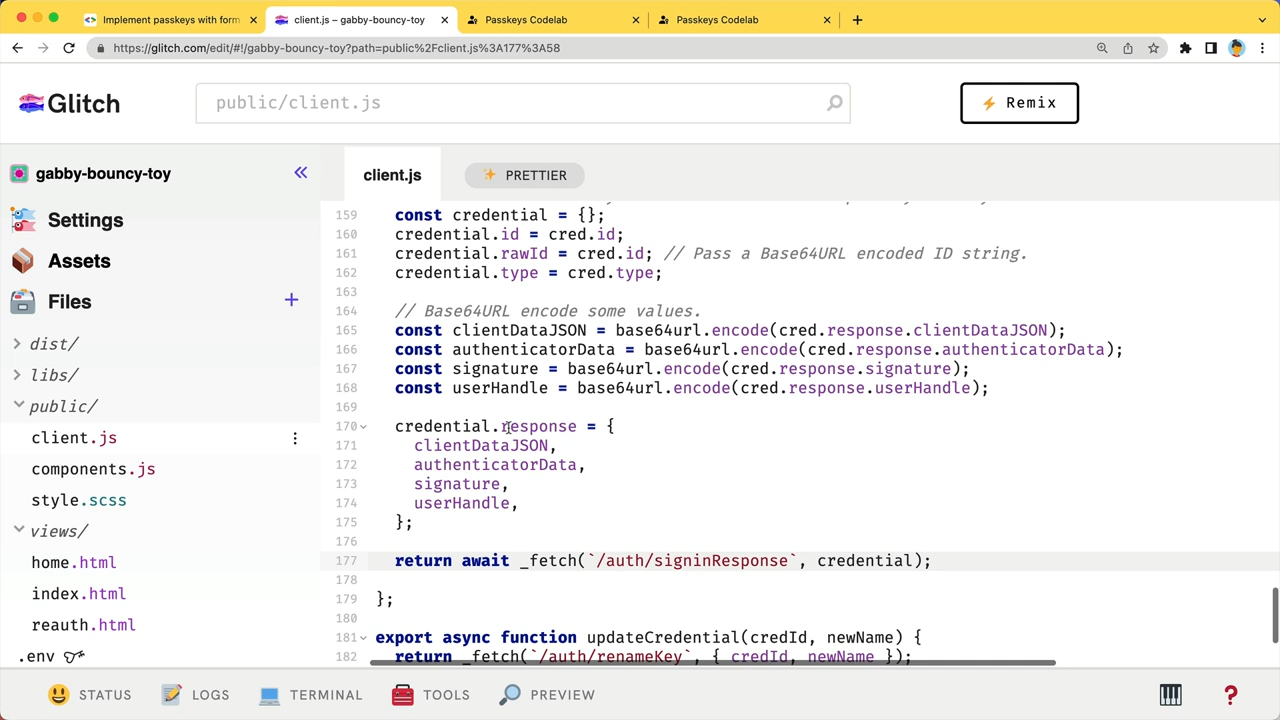 Implement passkeys with form
client.js – gabby-bouncy-toy
Passkeys Codelab
Passkeys Codelab
https://glitch.com/edit/#!/gabby-bouncy-toy?path=public%2Fclient.js%3A177%3A58
Glitch
public/client.js
Remix
gabby-bouncy-toy
Settings
Assets
Files
dist/
libs/
public/
client.js
components.js
style.scss
views/
home.html
index.html
reauth.html
.env
client.js
PRETTIER
159 const credential = {};
160 credential.id = cred.id;
161 credential.rawId = cred.id; // Pass a Base64URL encoded ID string.
162 credential.type = cred.type;
163
164 // Base64URL encode some values.
165 const clientDataJSON = base64url.encode(cred.response.clientDataJSON);
166 const authenticatorData = base64url.encode(cred.response.authenticatorData);
167 const signature = base64url.encode(cred.response.signature);
168 const userHandle = base64url.encode(cred.response.userHandle);
169
170 credential.response = {
171 clientDataJSON,
172 authenticatorData,
173 signature,
174 userHandle,
175 };
176
177 return await _fetch(`/auth/signinResponse`, credential);
178
179 };
180
181 export async function updateCredential(credId, newName) {
182 return _fetch(`/auth/renameKey`, { credId, newName });
STATUS
LOGS
TERMINAL
TOOLS
PREVIEW
?